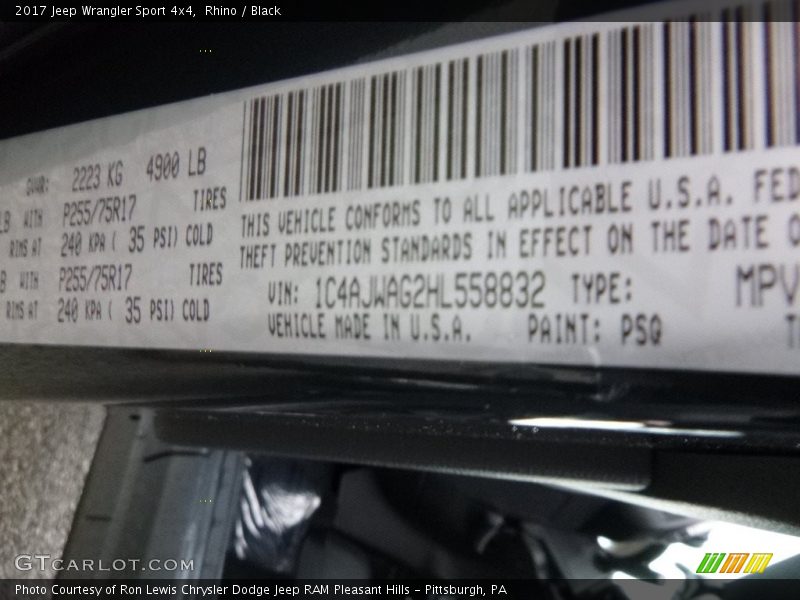 2017 Jeep Wrangler Sport 4x4,  Rhino / Black
GVWR: 2223 KG 4900 LB
LB WITH P255/75R17 TIRES
RIMS AT 240 KPA ( 35 PSI) COLD
WITH P255/75R17 TIRES
RIMS AT 240 KPA ( 35 PSI) COLD
THIS VEHICLE CONFORMS TO ALL APPLICABLE U.S.A. FED
THEFT PREVENTION STANDARDS IN EFFECT ON THE DATE O
VIN: 1C4AJWAG2HL558832 TYPE: MPV
VEHICLE MADE IN U.S.A. PAINT: PSQ
GTCARLOT.COM
Photo Courtesy of Ron Lewis Chrysler Dodge Jeep RAM Pleasant Hills - Pittsburgh, PA